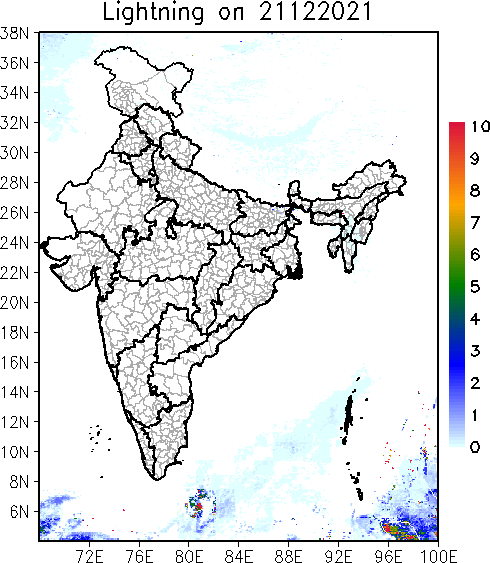 Lightning on 21122021
38N
36N
34N
32N
30N
28N
26N
24N
22N
20N
18N
16N
14N
12N
10N
8N
6N
72E 76E 80E 84E 88E 92E 96E 100E
10
9
8
7
6
5
4
3
2
1
0